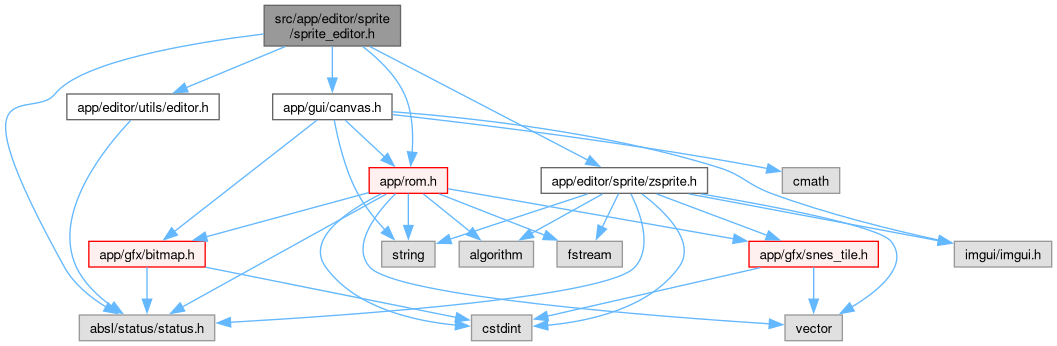 src/app/editor/sprite
/sprite_editor.h
app/editor/utils/editor.h
app/gui/canvas.h
app/rom.h
app/editor/sprite/zsprite.h
cmath
app/gfx/bitmap.h
string
algorithm
fstream
app/gfx/snes_tile.h
imgui/imgui.h
absl/status/status.h
cstdint
vector